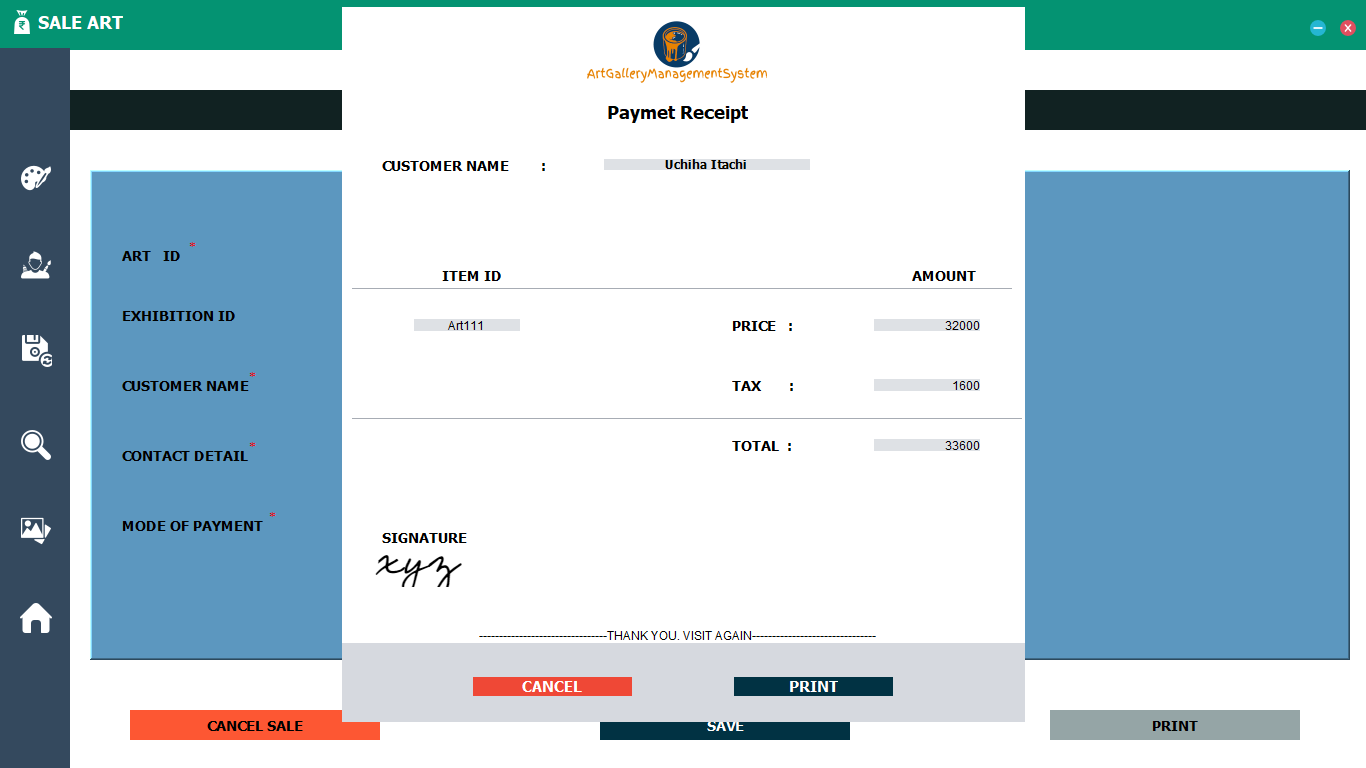 SALE ART
ArtGalleryManagementSystem
Paymet Receipt
CUSTOMER NAME : Uchiha Itachi
ITEM ID AMOUNT
Art111 PRICE : 32000
TAX : 1600
TOTAL : 33600
SIGNATURE
xyz
--------------------------------THANK YOU. VISIT AGAIN-------------------------------
CANCEL PRINT
ART ID *
EXHIBITION ID
CUSTOMER NAME *
CONTACT DETAIL *
MODE OF PAYMENT *
CANCEL SALE SAVE PRINT